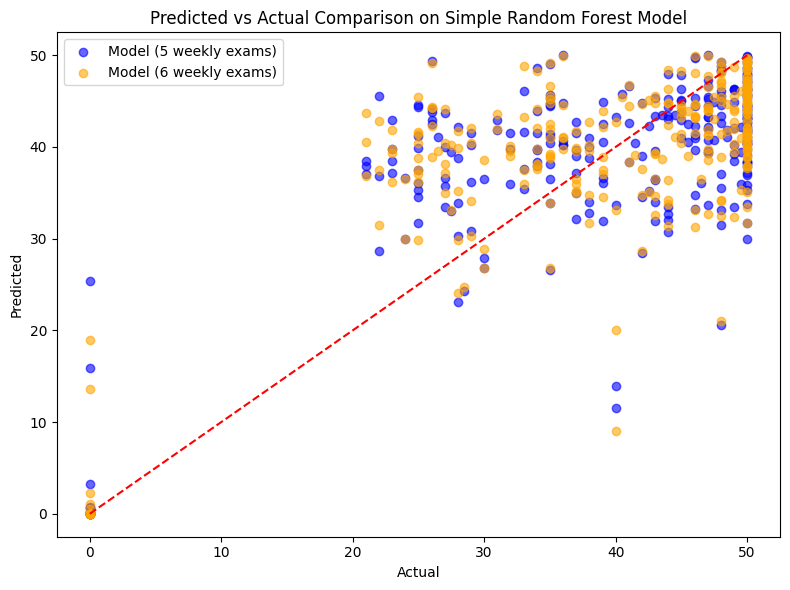 Predicted vs Actual Comparison on Simple Random Forest Model
Model (5 weekly exams)
Model (6 weekly exams)
Predicted
50
40
30
20
10
0
0 10 20 30 40 50
Actual